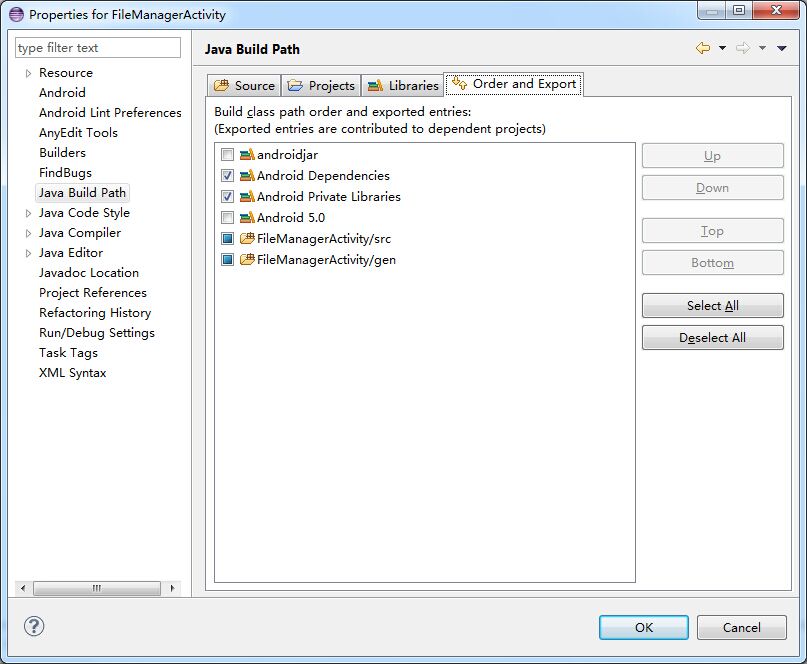 Properties for FileManagerActivity
type filter text
Resource
Android
Android Lint Preferences
AnyEdit Tools
Builders
FindBugs
Java Build Path
Java Code Style
Java Compiler
Java Editor
Javadoc Location
Project References
Refactoring History
Run/Debug Settings
Task Tags
XML Syntax
Java Build Path
Source Projects Libraries Order and Export
Build class path order and exported entries:
(Exported entries are contributed to dependent projects)
androidjar
Android Dependencies
Android Private Libraries
Android 5.0
FileManagerActivity/src
FileManagerActivity/gen
Up
Down
Top
Bottom
Select All
Deselect All
OK Cancel